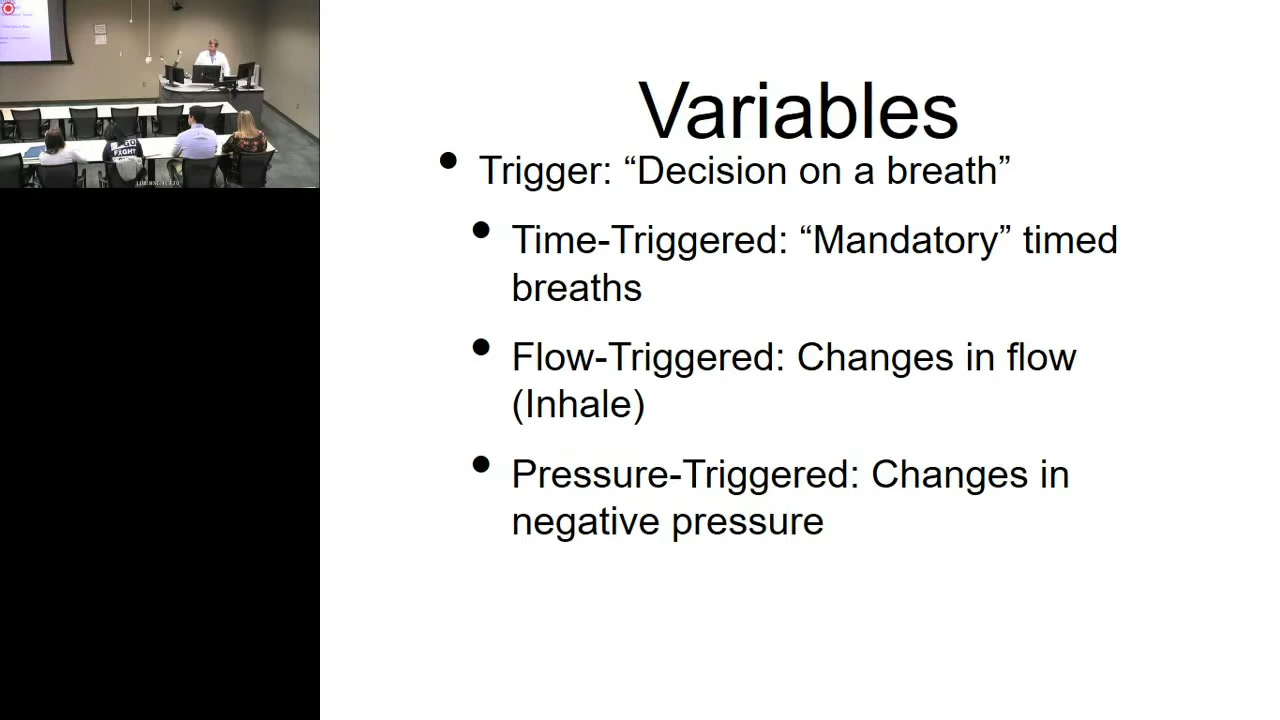 Variables
• Trigger: “Decision on a breath”
• Time-Triggered: “Mandatory” timed
breaths
• Flow-Triggered: Changes in flow
(Inhale)
• Pressure-Triggered: Changes in
negative pressure